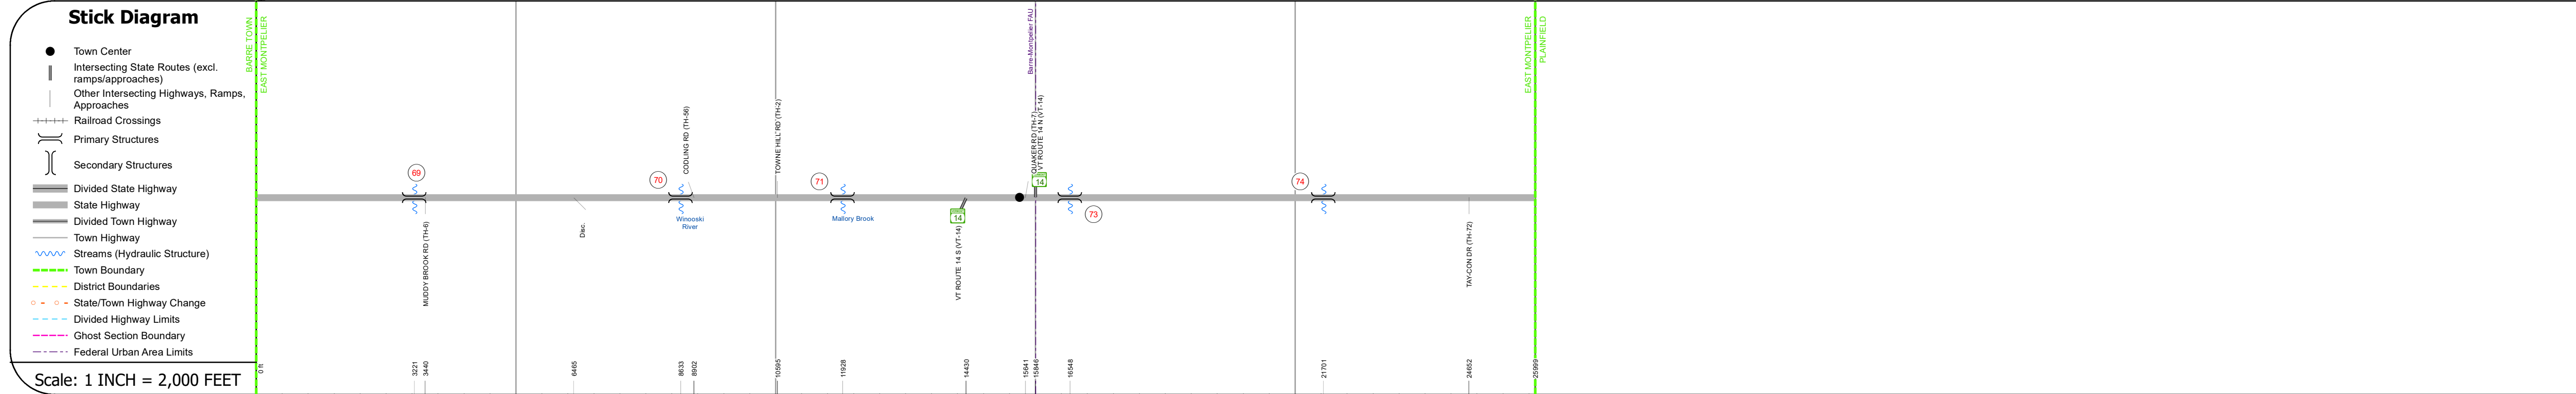 Stick Diagram
Town Center
Intersecting State Routes (excl.
ramps/approaches)
Other Intersecting Highways, Ramps,
Approaches
Railroad Crossings
Primary Structures
Secondary Structures
Divided State Highway
State Highway
Divided Town Highway
Town Highway
Streams (Hydraulic Structure)
Town Boundary
District Boundaries
State/Town Highway Change
Divided Highway Limits
Ghost Section Boundary
Federal Urban Area Limits
Scale: 1 INCH = 2,000 FEET
BARRE TOWN
EAST MONTPELIER
69
MUDDY BROOK RD (TH-6)
Disc.
70
CODLING RD (TH-56)
Winooski
River
TOWNE HILL RD (TH-2)
71
Mallory Brook
14
VT ROUTE 14 S (VT-14)
Barre-Montpelier FAU
QUAKER RD (TH-7)
VT ROUTE 14 N (VT-14)
14
73
74
TAY-CON DR (TH-72)
EAST MONTPELIER
PLAINFIELD
0 ft
3221
3440
6465
8633
8902
10595
11928
14430
15641
15846
16548
21701
24652
25999